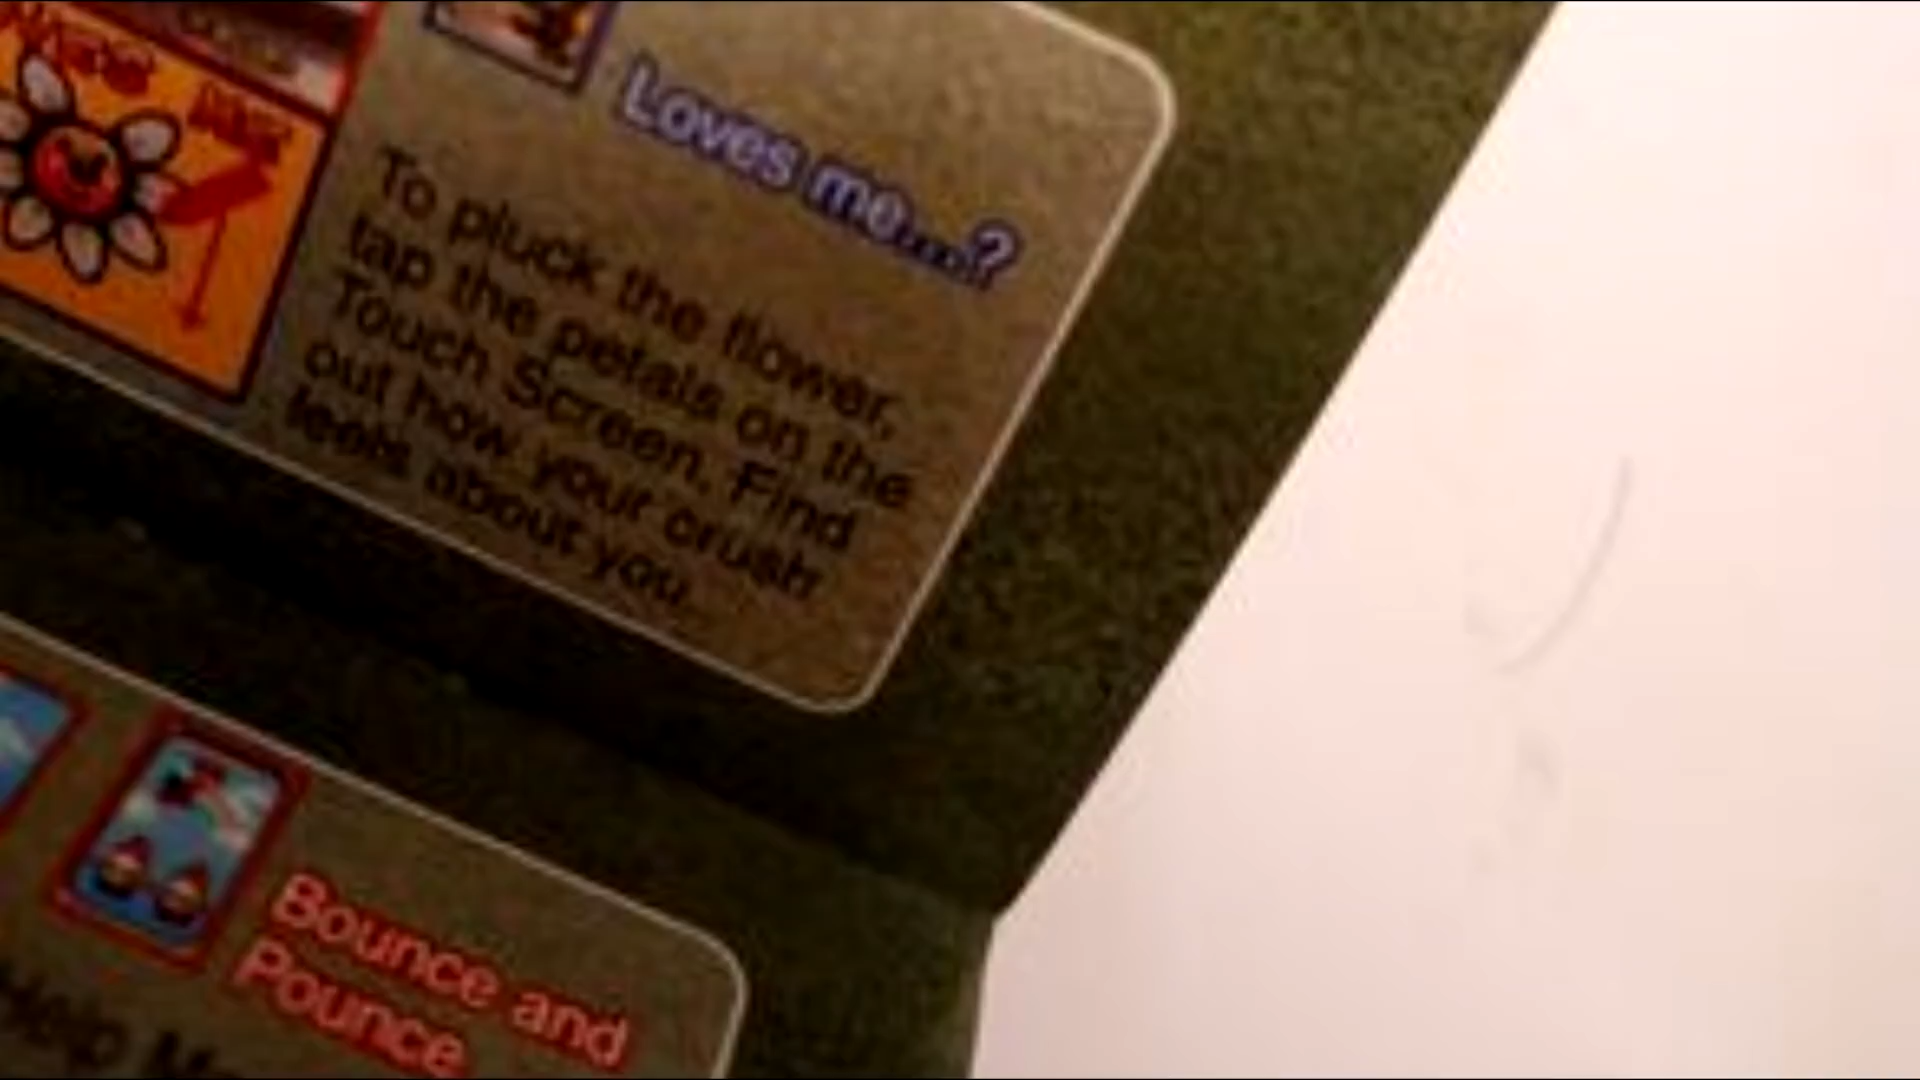 Loves me...?
To pluck the flower,
tap the petals on the
Touch Screen. Find
out how your crush
feels about you.
Bounce and
Pounce
Help